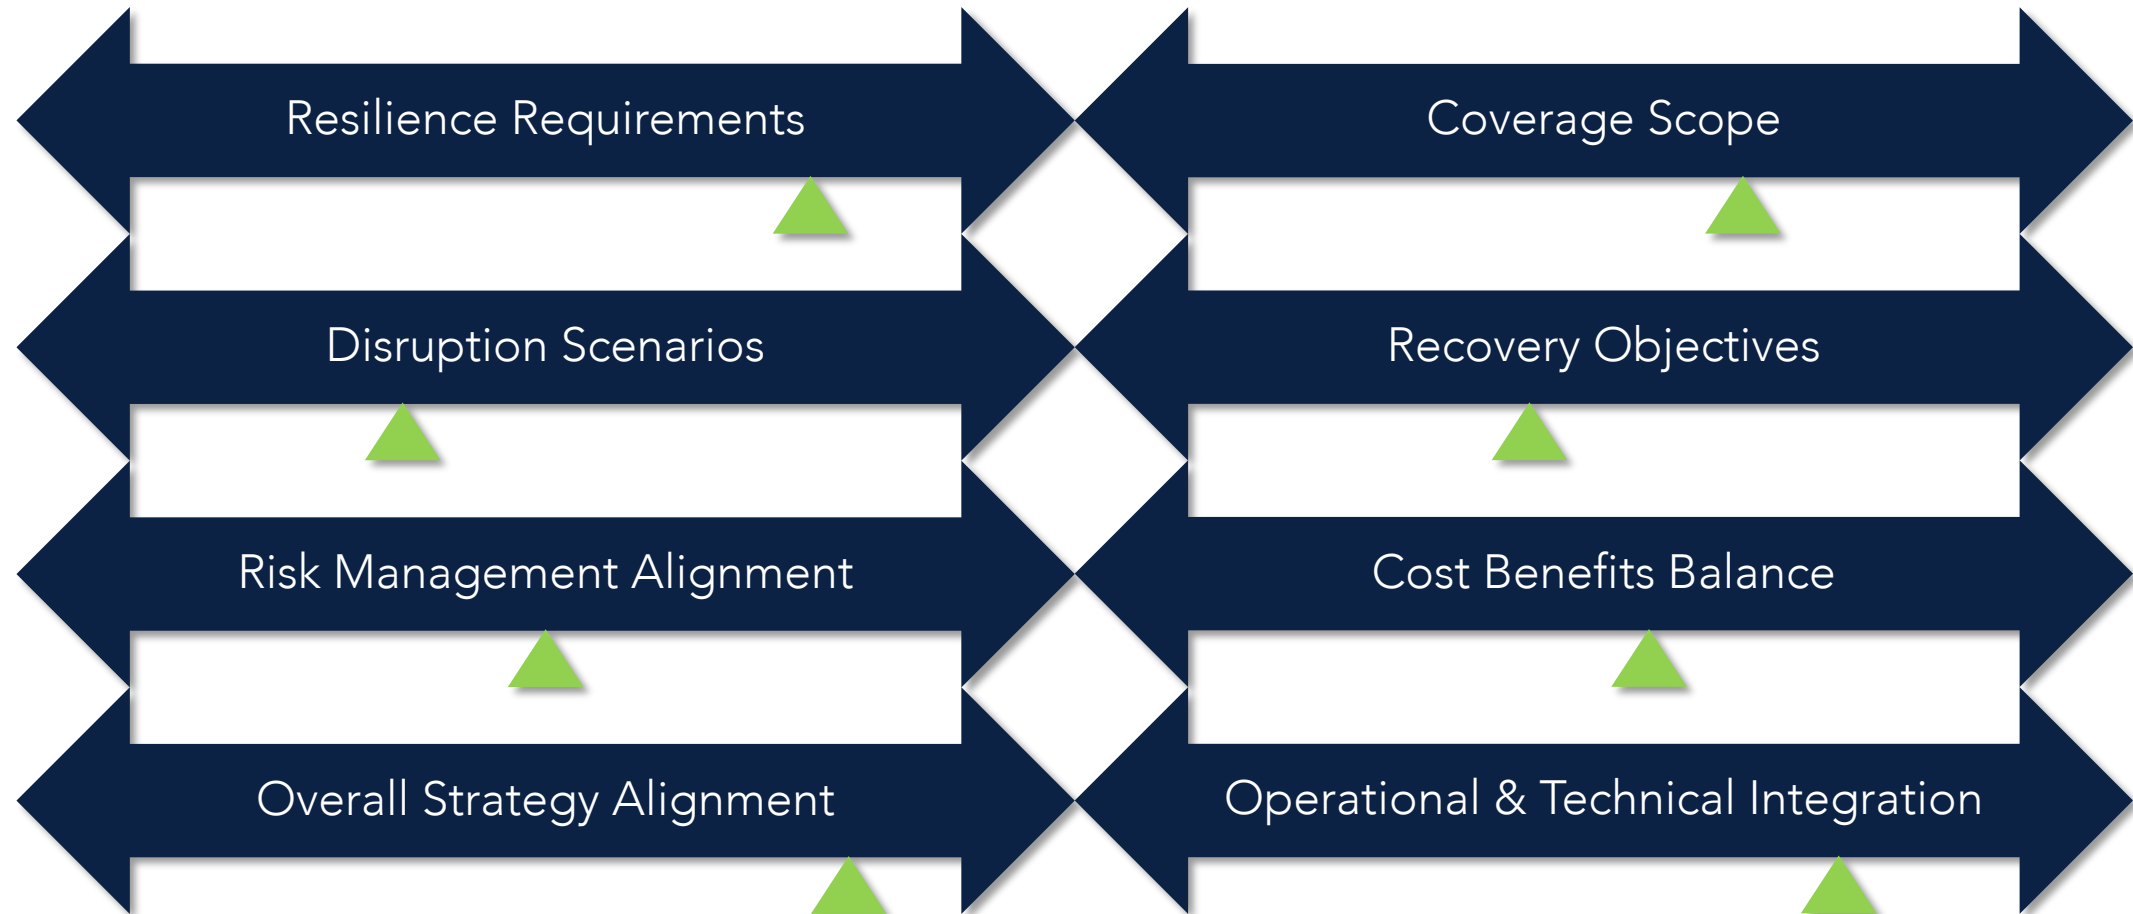 Resilience Requirements
Coverage Scope
Disruption Scenarios
Recovery Objectives
Risk Management Alignment
Cost Benefits Balance
Overall Strategy Alignment
Operational & Technical Integration